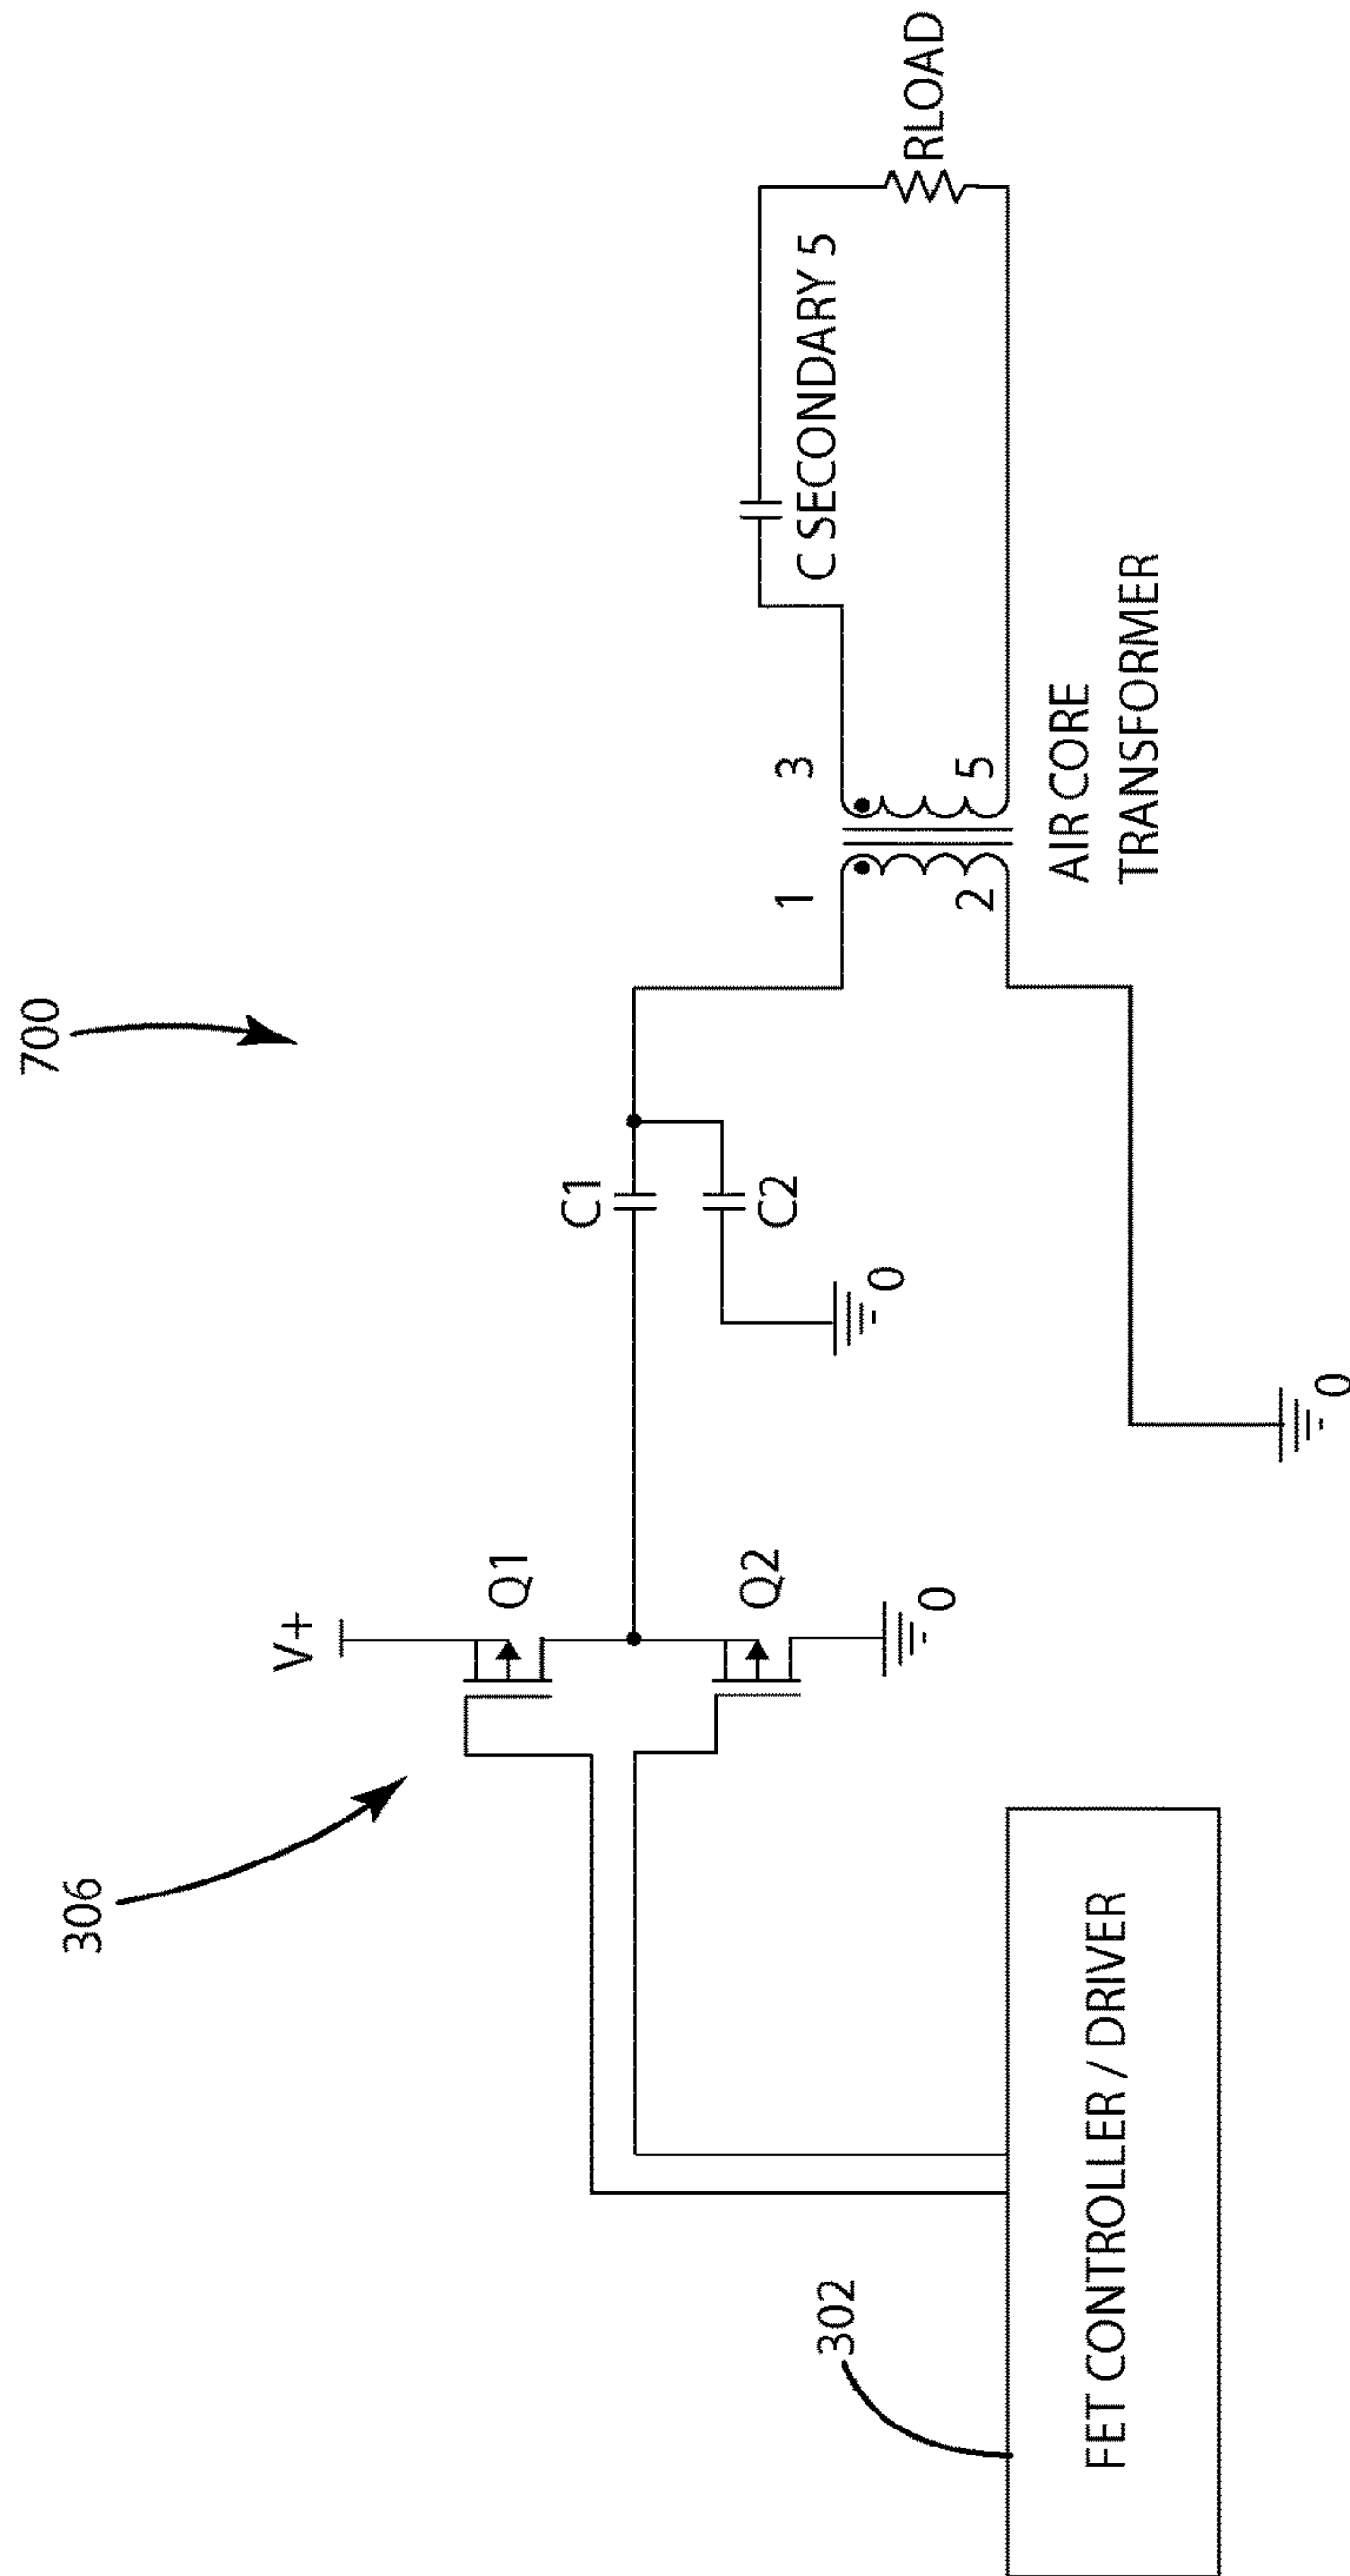 700
306
V+
Q1
Q2
0
C1
C2
0
0
1
2
3
5
AIR CORE
TRANSFORMER
C SECONDARY 5
RLOAD
302
FET CONTROLLER / DRIVER